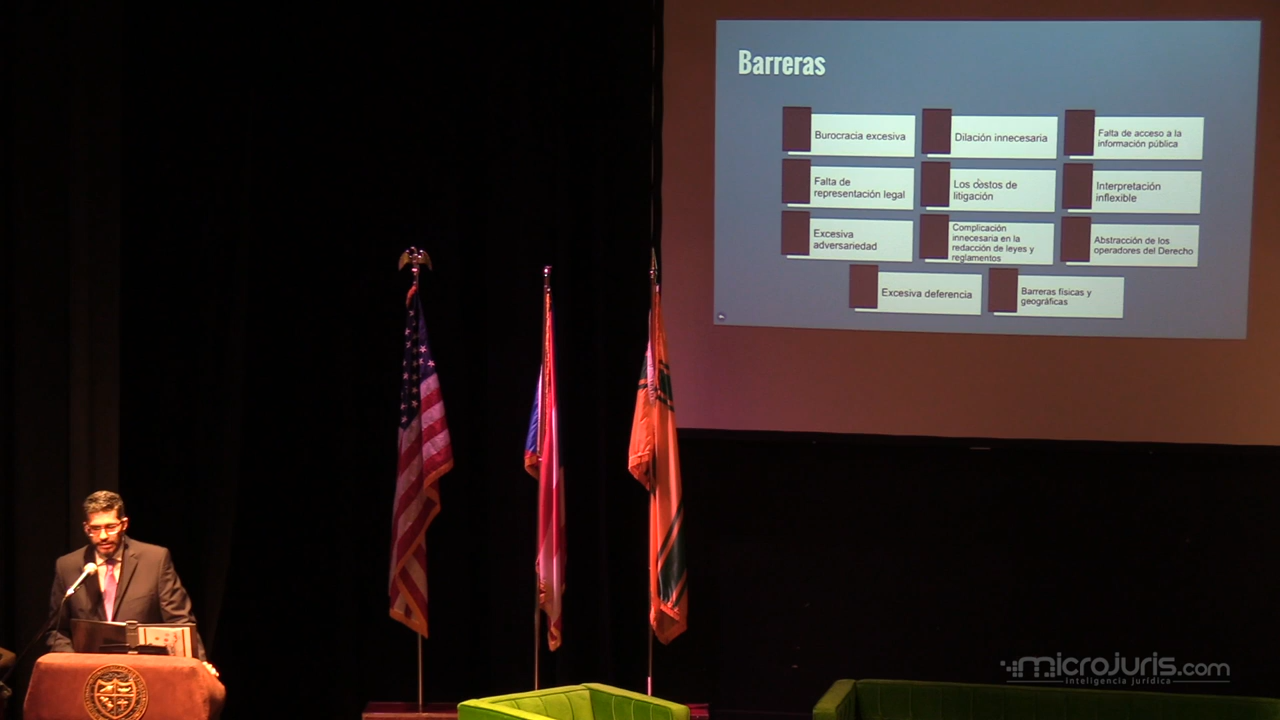 Barreras
Burocracia excesiva
Dilación innecesaria
Falta de acceso a la
información pública
Falta de
representación legal
Los costos de
litigación
Interpretación
inflexible
Excesiva
adversariedad
Complicación
innecesaria en la
redacción de leyes y
reglamentos
Abstracción de los
operadores del Derecho
Excesiva deferencia
Barreras físicas y
geográficas
microjuris.com
inteligencia jurídica